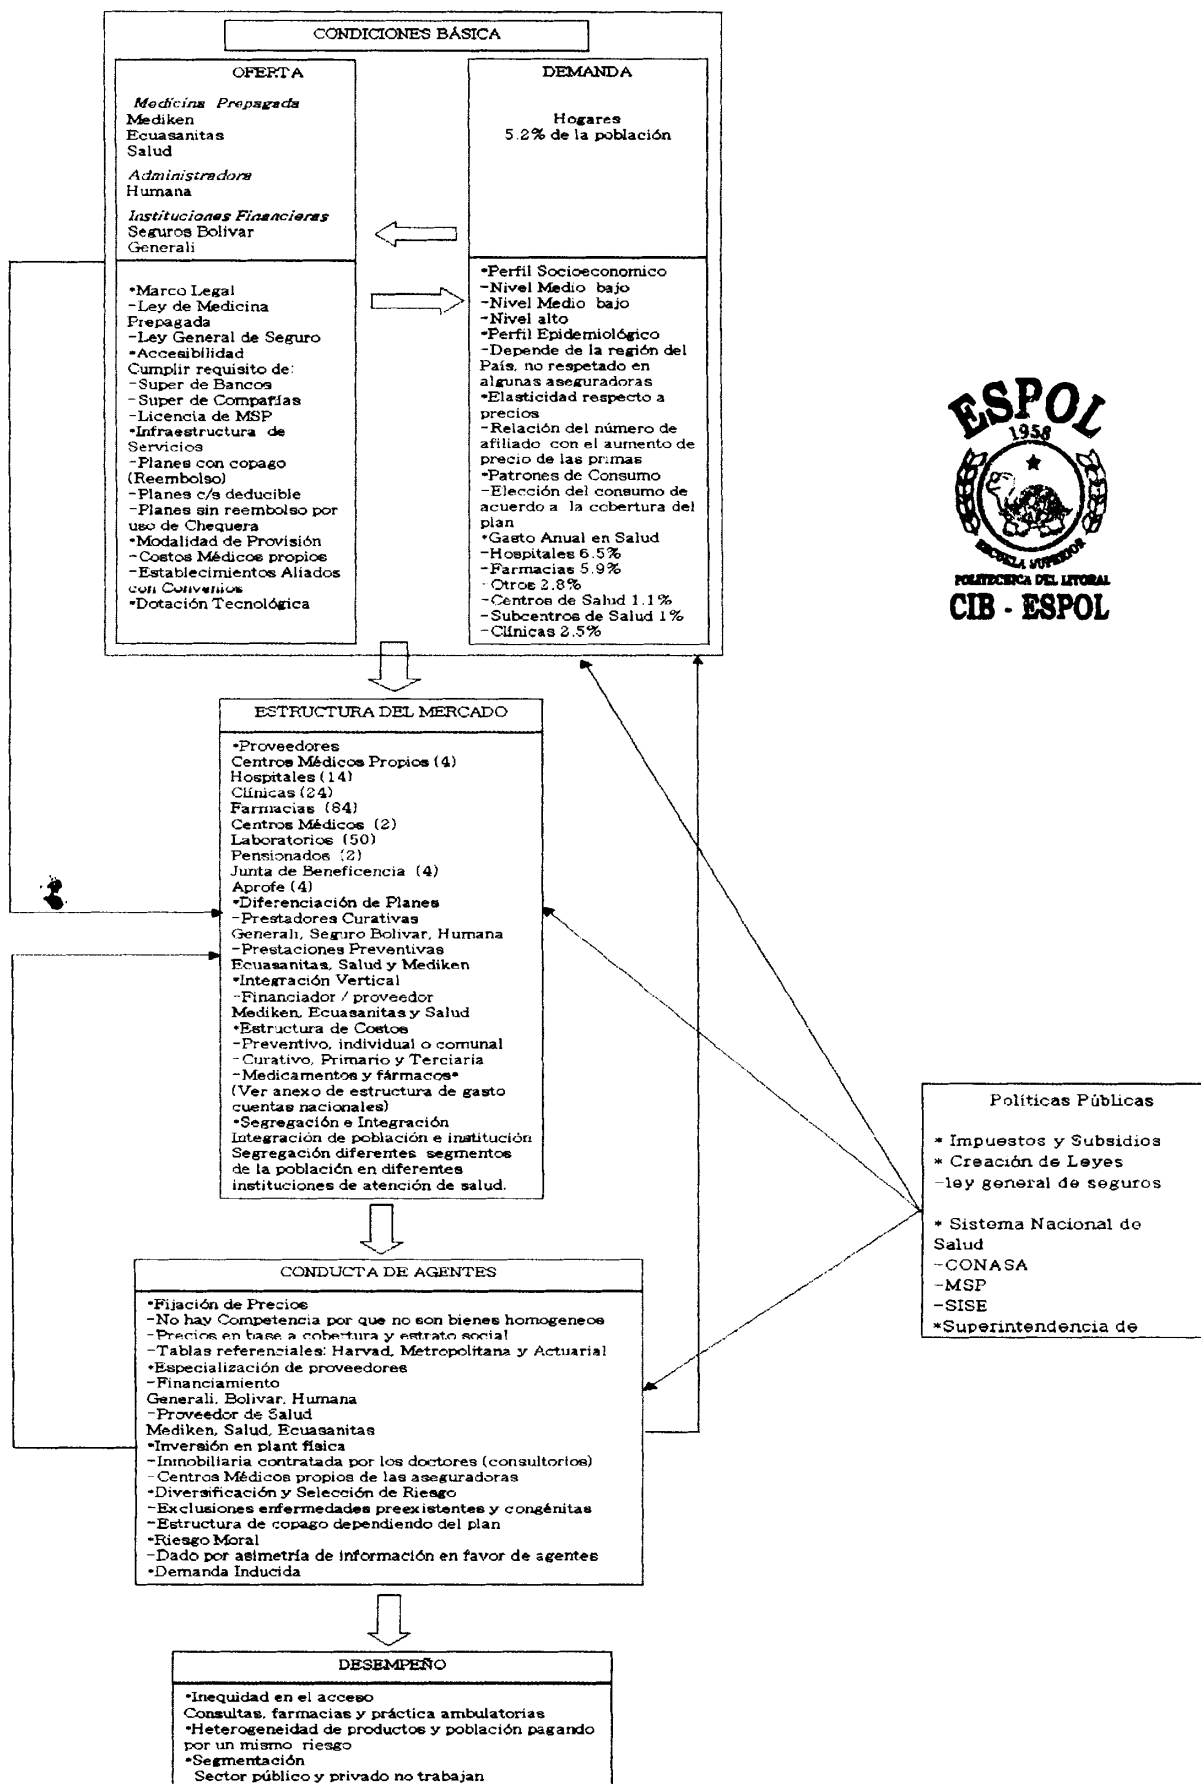 CONDICIONES BÁSICA
OFERTA
Medicina Prepagada
Mediken
Ecuasanitas
Salud
Administradora
Humana
Instituciones Financieras
Seguros Bolívar
Generali
•Marco Legal
-Ley de Medicina
Prepagada
-Ley General de Seguro
•Accesibilidad
Cumplir requisito de:
-Super de Bancos
-Super de Compañías
-Licencia de MSP
•Infraestructura de
Servicios
-Planes con copago
(Reembolso)
-Planes c/s deducible
-Planes sin reembolso por
uso de Chequera
•Modalidad de Provisión
-Costos Médicos propios
-Establecimientos Aliados
con Convenios
•Dotación Tecnológica
DEMANDA
Hogares
5.2% de la población
•Perfil Socioeconomico
-Nivel Medio bajo
-Nivel Medio bajo
-Nivel alto
•Perfil Epidemiológico
-Depende de la región del
País, no respetado en
algunas aseguradoras
•Elasticidad respecto a
precios
-Relación del número de
afiliado con el aumento de
precio de las primas
•Patrones de Consumo
-Elección del consumo de
acuerdo a la cobertura del
plan
•Gasto Anual en Salud
-Hospitales 6.5%
-Farmacias 5.9%
-Otros 2.8%
-Centros de Salud 1.1%
-Subcentros de Salud 1%
-Clínicas 2.5%
ESPOL
1958
ESCUELA SUPERIOR
POLITECNICA DEL LITORAL
CIB - ESPOL
ESTRUCTURA DEL MERCADO
•Proveedores
Centros Médicos Propios (4)
Hospitales (14)
Clínicas (24)
Farmacias (64)
Centros Médicos (2)
Laboratorios (50)
Pensionados (2)
Junta de Beneficencia (4)
Aprofe (4)
•Diferenciación de Planes
-Prestadores Curativas
Generali, Seguro Bolivar, Humana
-Prestaciones Preventivas
Ecuasanitas, Salud y Mediken
•Integración Vertical
-Financiador / proveedor
Mediken, Ecuasanitas y Salud
•Estructura de Costos
-Preventivo, individual o comunal
-Curativo, Primario y Terciaría
-Medicamentos y fármacos•
(Ver anexo de estructura de gasto
cuentas nacionales)
•Segregación e Integración
Integración de población e institución
Segregación diferentes segmentos
de la población en diferentes
instituciones de atención de salud.
Políticas Públicas
* Impuestos y Subsidios
* Creación de Leyes
-ley general de seguros
* Sistema Nacional de
Salud
-CONASA
-MSP
-SISE
*Superintendencia de
CONDUCTA DE AGENTES
•Fijación de Precios
-No hay Competencia por que no son bienes homogeneos
-Precios en base a cobertura y estrato social
-Tablas referenciales: Harvad, Metropolitana y Actuarial
•Especialización de proveedores
-Financiamiento
Generali, Bolivar, Humana
-Proveedor de Salud
Mediken, Salud, Ecuasanitas
•Inversión en plant física
-Inmobiliaria contratada por los doctores (consultorios)
-Centros Médicos propios de las aseguradoras
•Diversificación y Selección de Riesgo
-Exclusiones enfermedades preexistentes y congénitas
-Estructura de copago dependiendo del plan
•Riesgo Moral
-Dado por asimetría de información en favor de agentes
•Demanda Inducida
DESEMPEÑO
•Inequidad en el acceso
Consultas, farmacias y práctica ambulatorias
•Heterogeneidad de productos y población pagando
por un mismo riesgo
•Segmentación
Sector público y privado no trabajan